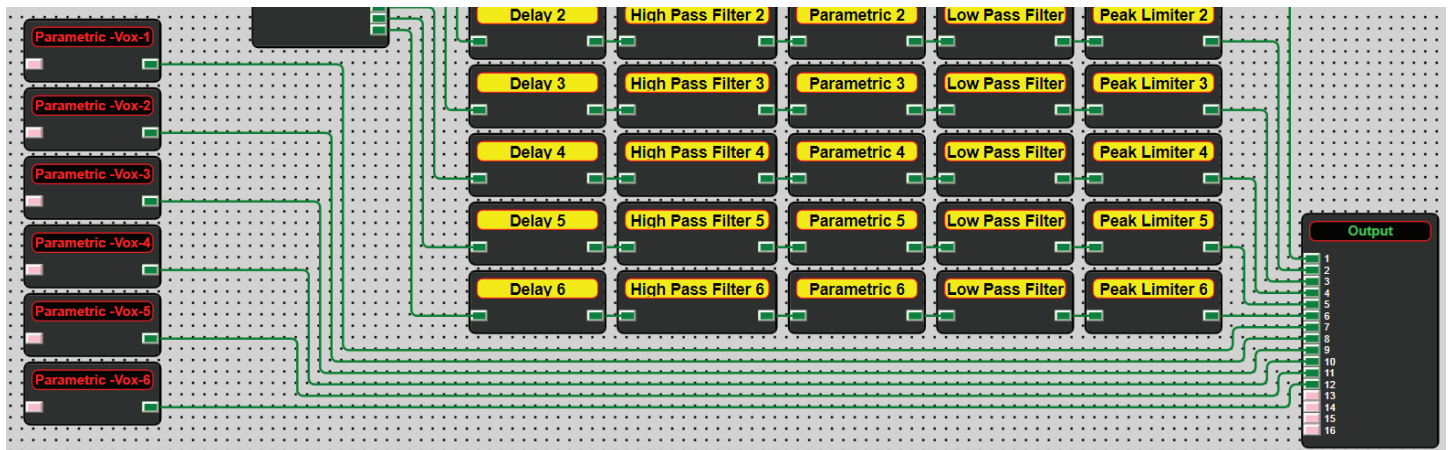 Delay 2 High Pass Filter 2 Parametric 2 Low Pass Filter Peak Limiter 2
Parametric -Vox-1
Delay 3 High Pass Filter 3 Parametric 3 Low Pass Filter Peak Limiter 3
Parametric -Vox-2
Delay 4 High Pass Filter 4 Parametric 4 Low Pass Filter Peak Limiter 4
Parametric -Vox-3
Delay 5 High Pass Filter 5 Parametric 5 Low Pass Filter Peak Limiter 5
Parametric -Vox-4
Delay 6 High Pass Filter 6 Parametric 6 Low Pass Filter Peak Limiter 6
Parametric -Vox-5
Parametric -Vox-6
Output
1
2
3
4
5
6
7
8
9
10
11
12
13
14
15
16